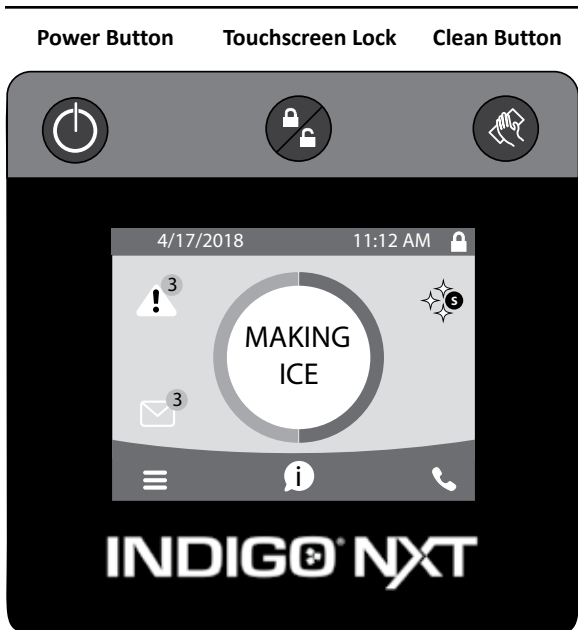 Power Button Touchscreen Lock Clean Button
4/17/2018 11:12 AM
3
S
MAKING
ICE
3
i
INDIGO® NXT